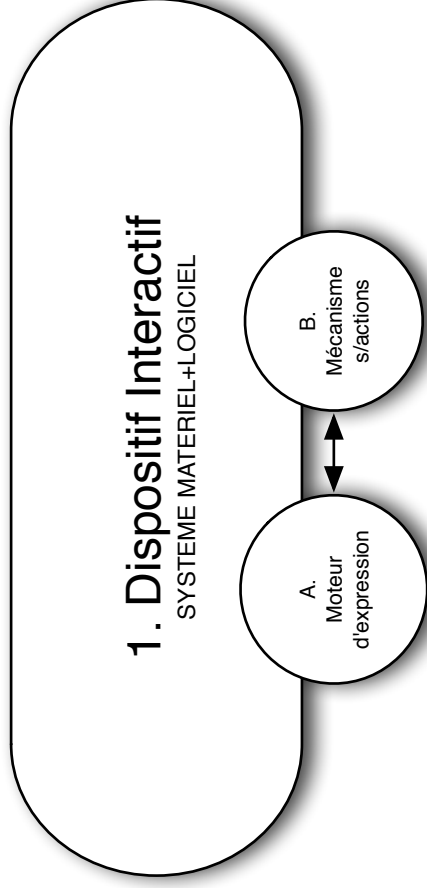 1. Dispositif Interactif
SYSTEME MATERIEL+LOGICIEL
A.
Moteur
d'expression
B.
Mécanisme
s/actions